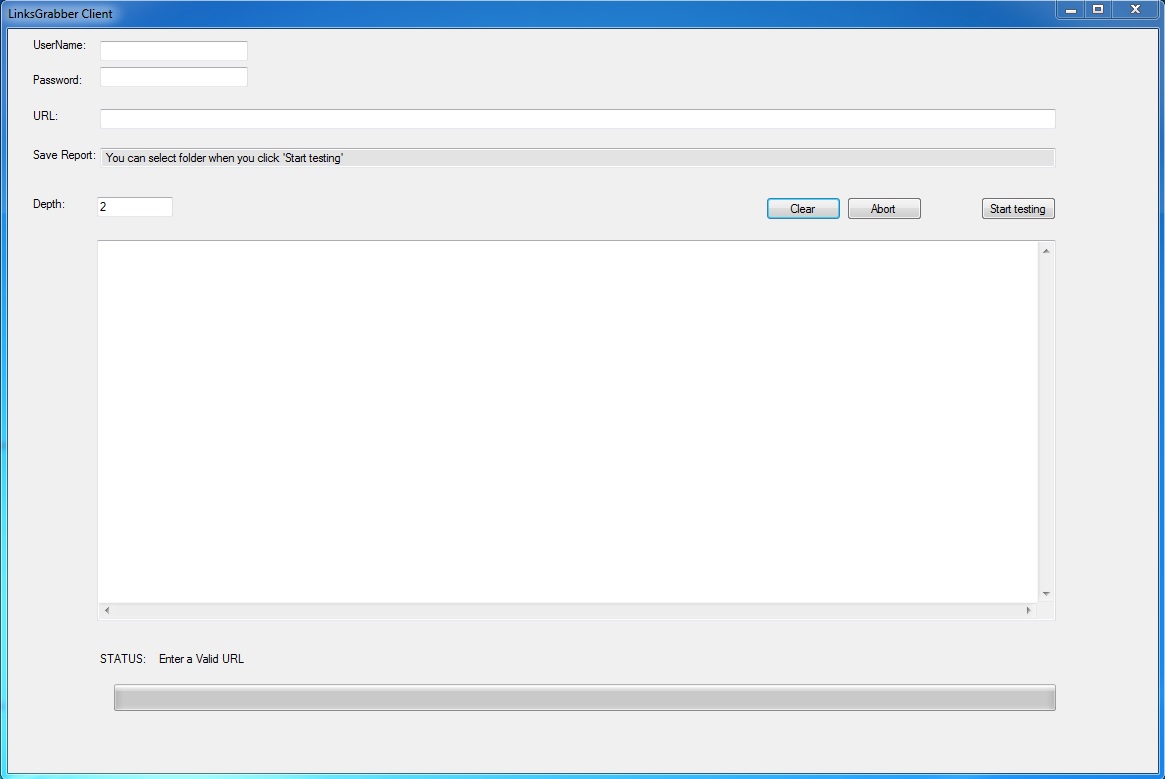 LinksGrabber Client
UserName:
Password:
URL:
Save Report: You can select folder when you click 'Start testing'
Depth: 2 Clear Abort Start testing
STATUS: Enter a Valid URL